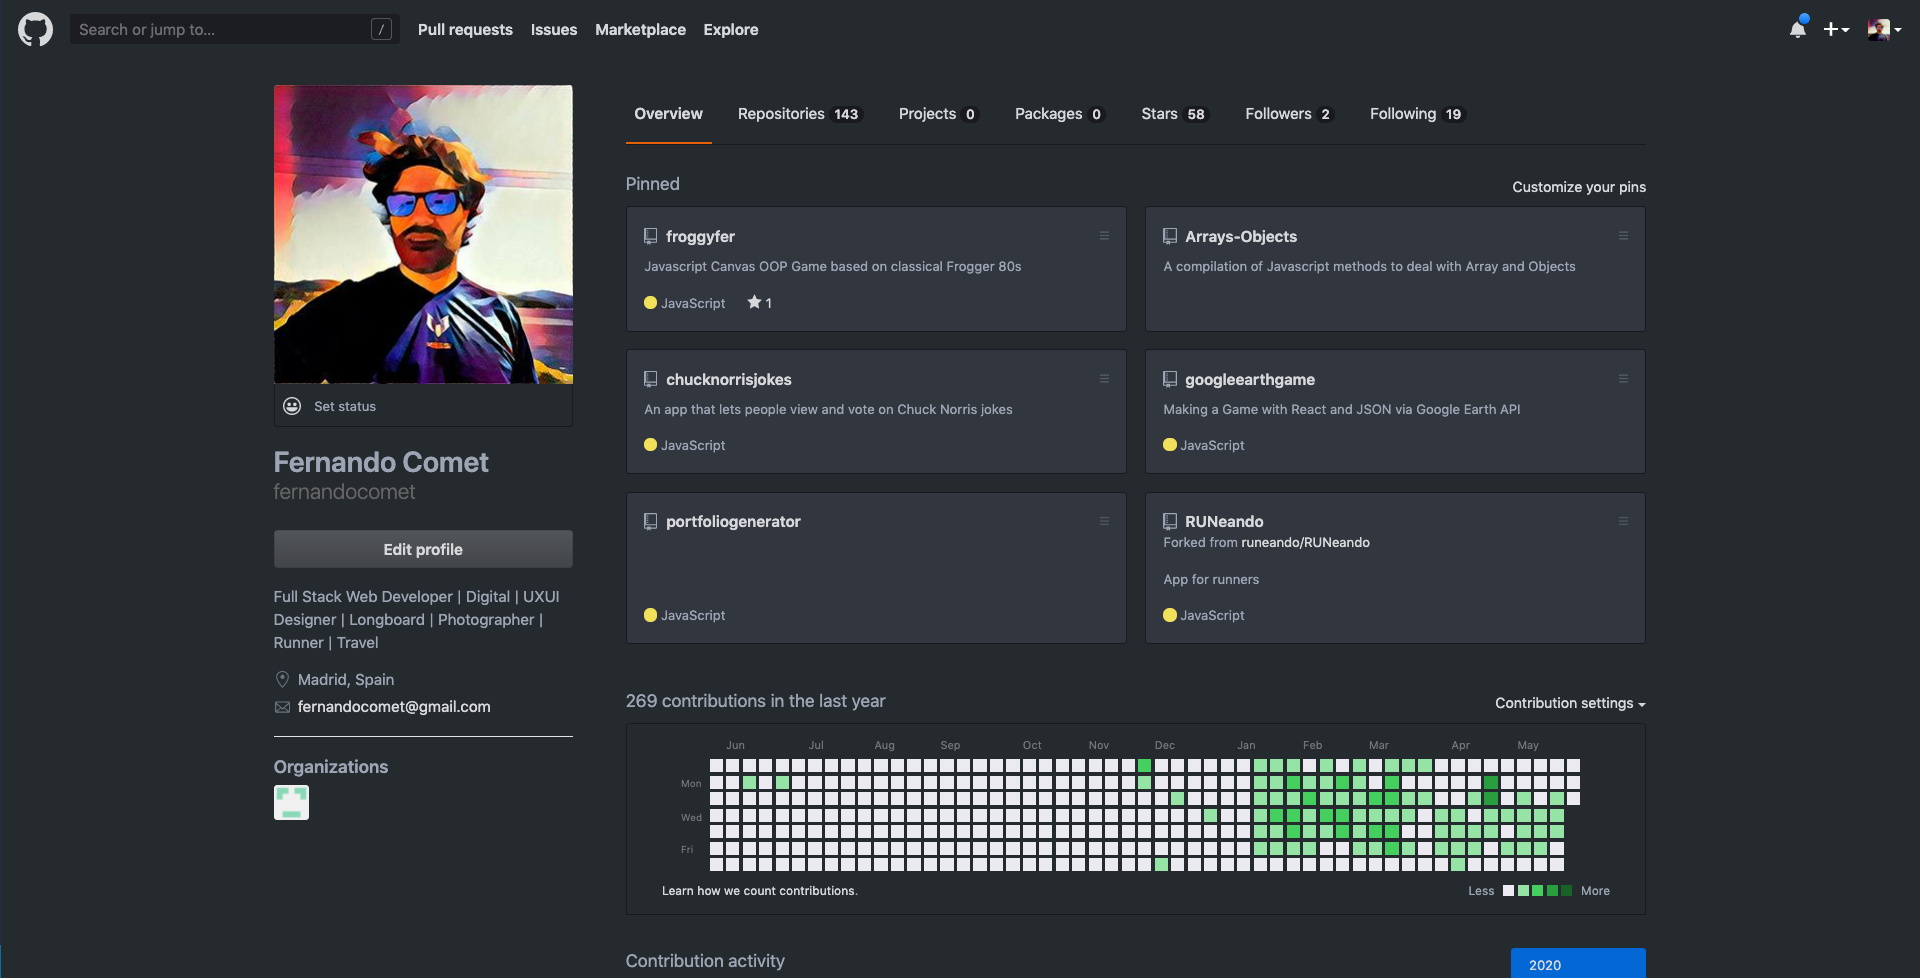 Search or jump to...
/
Pull requests
Issues
Marketplace
Explore
Set status
Fernando Comet
fernandocomet
Edit profile
Full Stack Web Developer | Digital | UXUI
Designer | Longboard | Photographer |
Runner | Travel
Madrid, Spain
fernandocomet@gmail.com
Organizations
Overview
Repositories 143
Projects 0
Packages 0
Stars 58
Followers 2
Following 19
Pinned
Customize your pins
froggyfer
Javascript Canvas OOP Game based on classical Frogger 80s
JavaScript 1
Arrays-Objects
A compilation of Javascript methods to deal with Array and Objects
chucknorrisjokes
An app that lets people view and vote on Chuck Norris jokes
JavaScript
googleearthgame
Making a Game with React and JSON via Google Earth API
JavaScript
portfoliogenerator
JavaScript
RUNeando
Forked from runeando/RUNeando
App for runners
JavaScript
269 contributions in the last year
Contribution settings
Jun Jul Aug Sep Oct Nov Dec Jan Feb Mar Apr May
Mon
Wed
Fri
Learn how we count contributions.
Less More
Contribution activity
2020